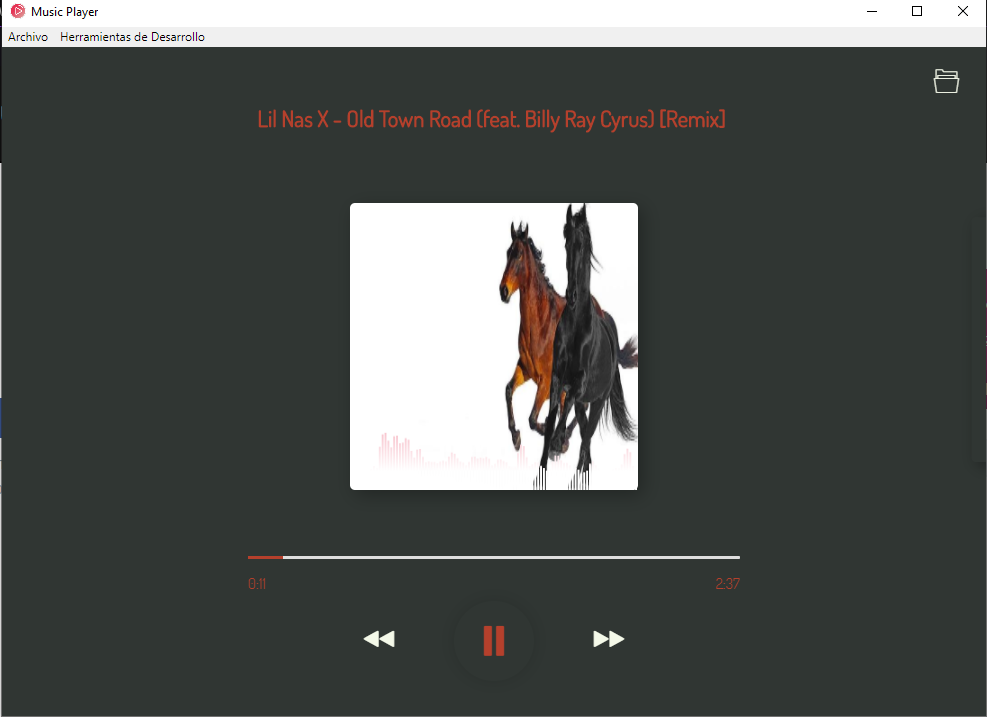 Music Player
Archivo Herramientas de Desarrollo
Lil Nas X - Old Town Road (feat. Billy Ray Cyrus) [Remix]
0:11 2:37